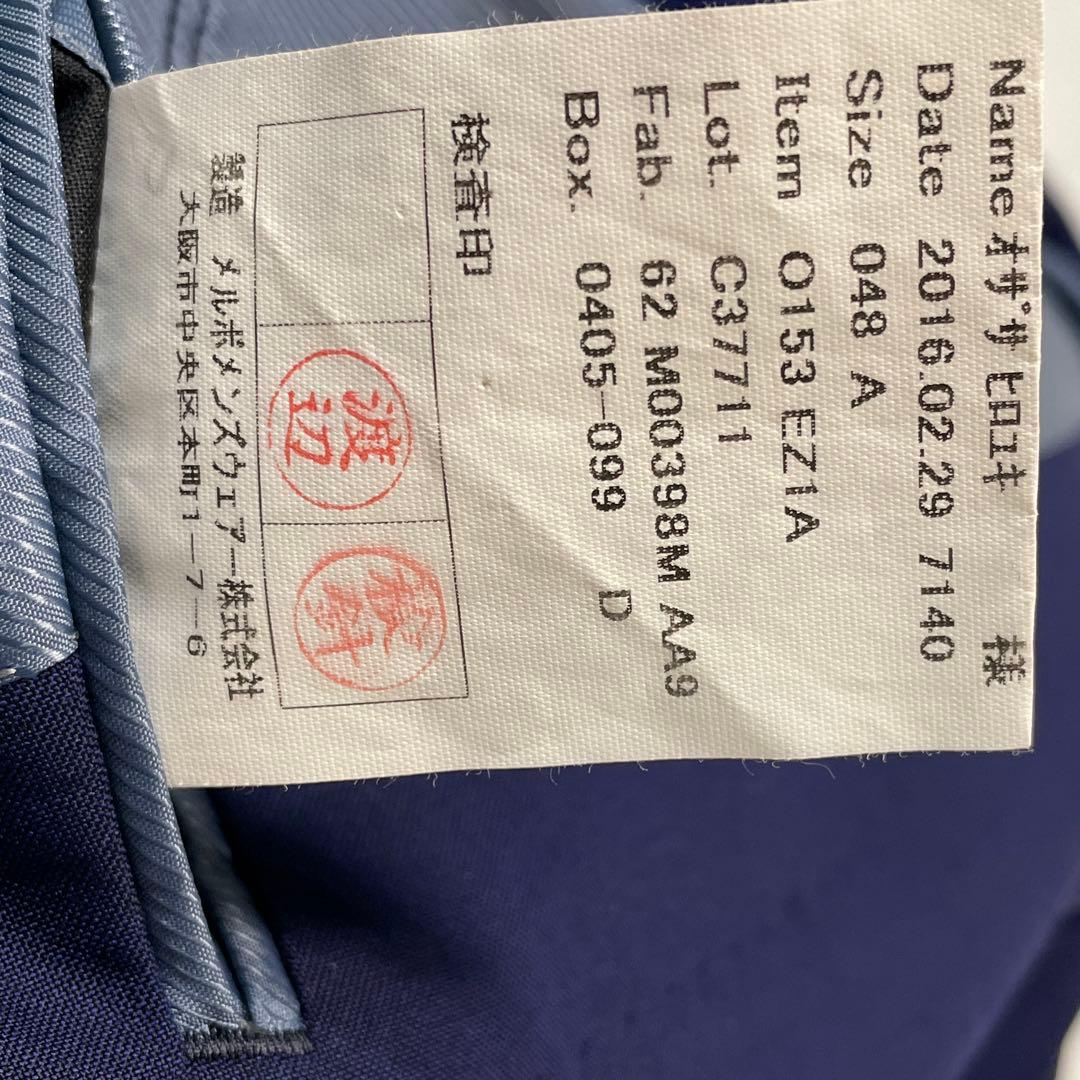 Name オザサ ヒロユキ 様
Date 2016.02.29 7140
Size 048 A
Item O153 EZ1A
Lot. C37711
Fab. 62 M00398M AA9
Box. 0405-099 D
検査印
渡辺
製造 メルボメンズウェアー株式会社
大阪市中央区本町1-7-6